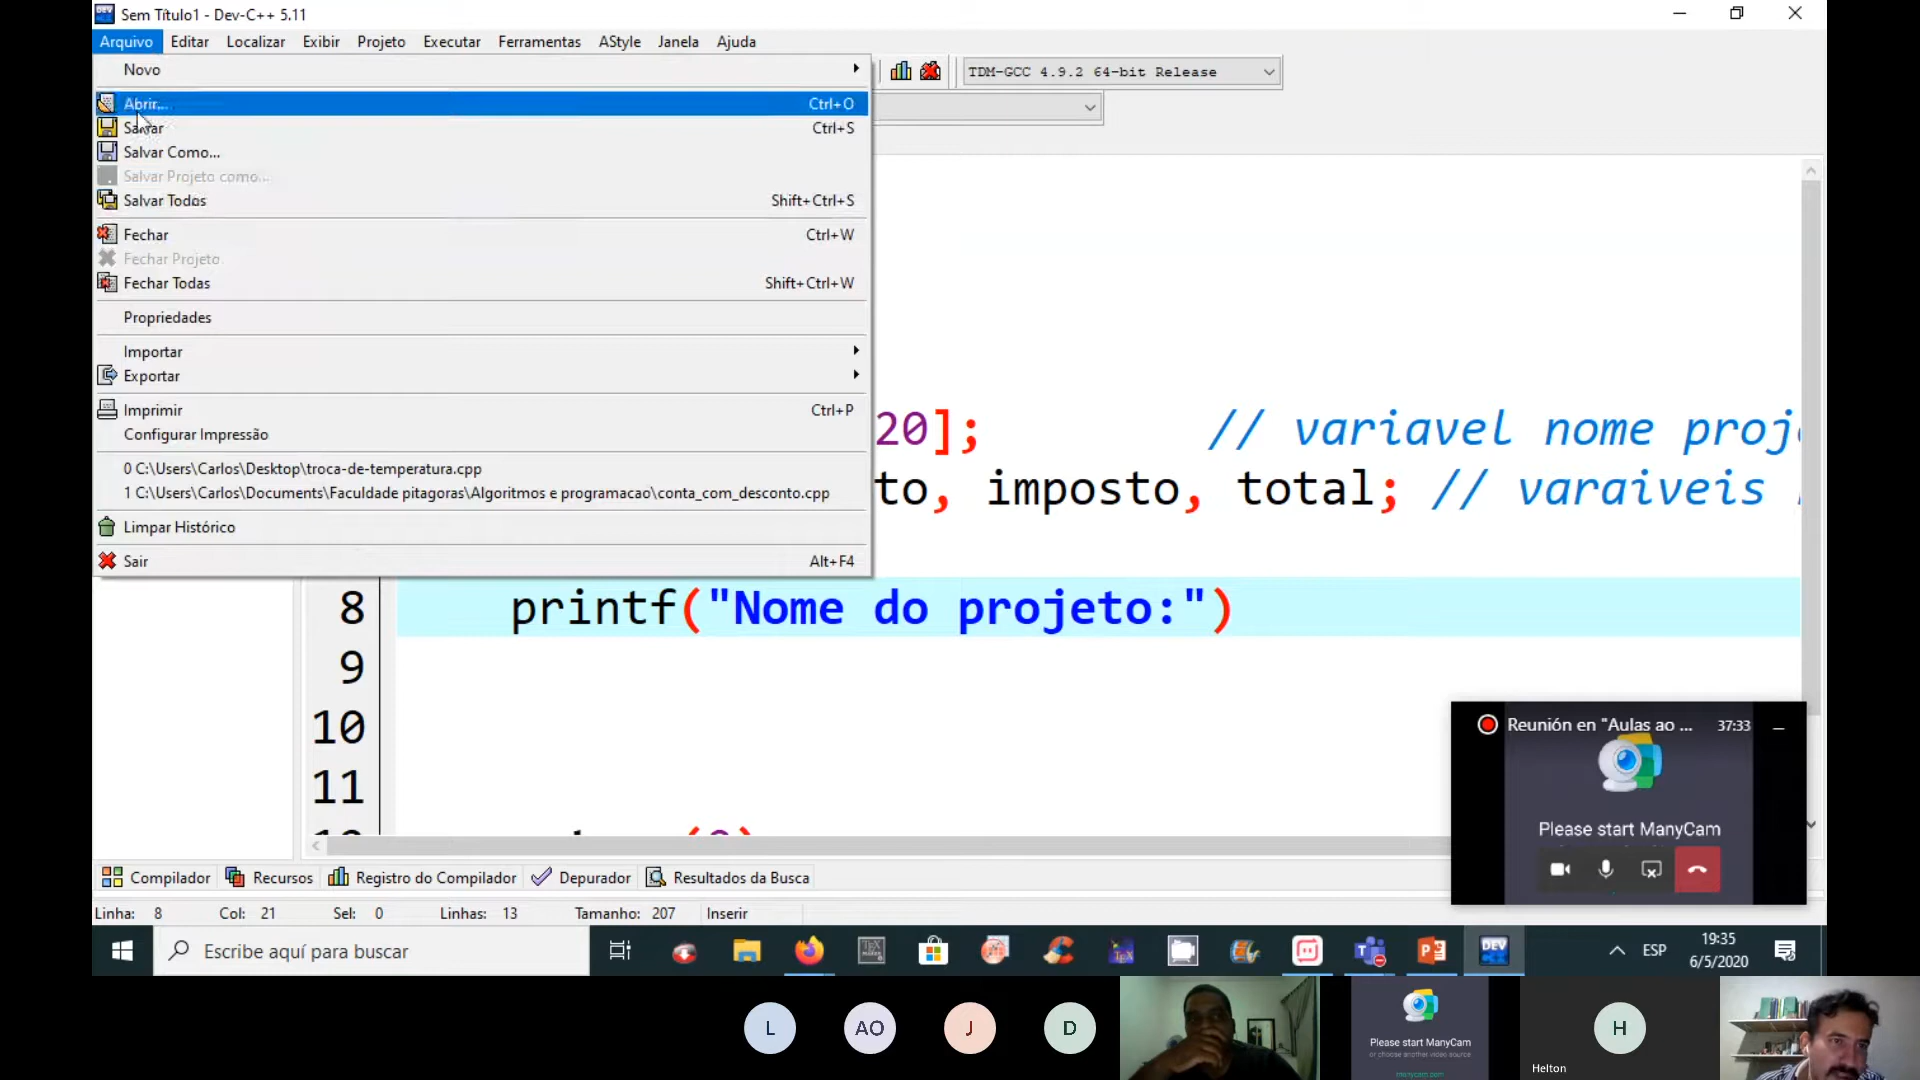 Sem Título1 - Dev-C++ 5.11
Arquivo Editar Localizar Exibir Projeto Executar Ferramentas AStyle Janela Ajuda
Novo
TDM-GCC 4.9.2 64-bit Release
Abrir... Ctrl+O
Salvar Ctrl+S
Salvar Como...
Salvar Projeto como...
Salvar Todos Shift+Ctrl+S
Fechar Ctrl+W
Fechar Projeto
Fechar Todas Shift+Ctrl+W
Propriedades
Importar
Exportar
Imprimir Ctrl+P
Configurar Impressão
0 C:\Users\Carlos\Desktop\troca-de-temperatura.cpp
1 C:\Users\Carlos\Documents\Faculdade pitagoras\Algoritmos e programacao\conta_com_desconto.cpp
Limpar Histórico
Sair Alt+F4
20]; // variavel nome proj
to, imposto, total; // varaiveis
8 printf("Nome do projeto:")
9
10
11
Reunión en "Aulas ao ... 37:33
Please start ManyCam
Compilador Recursos Registro do Compilador Depurador Resultados da Busca
Linha: 8 Col: 21 Sel: 0 Linhas: 13 Tamanho: 207 Inserir
Escribe aquí para buscar
DEV
ESP
19:35
6/5/2020
L AO J D H
Please start ManyCam
or choose another video source
Helton